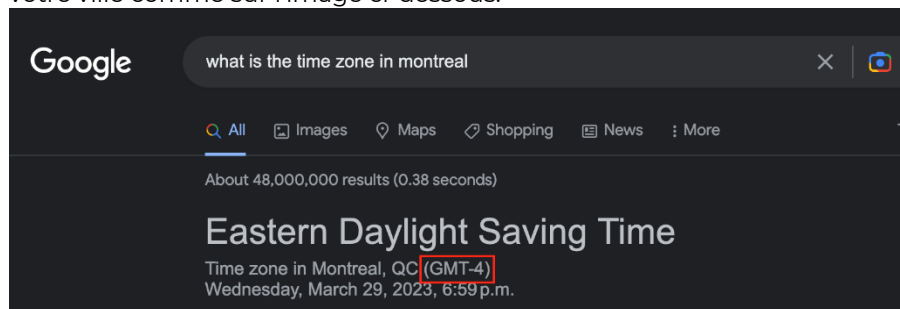 votre ville comme sur l'image ci-dessous.
Google what is the time zone in montreal
All Images Maps Shopping News More
About 48,000,000 results (0.38 seconds)
Eastern Daylight Saving Time
Time zone in Montreal, QC (GMT-4)
Wednesday, March 29, 2023, 6:59 p.m.